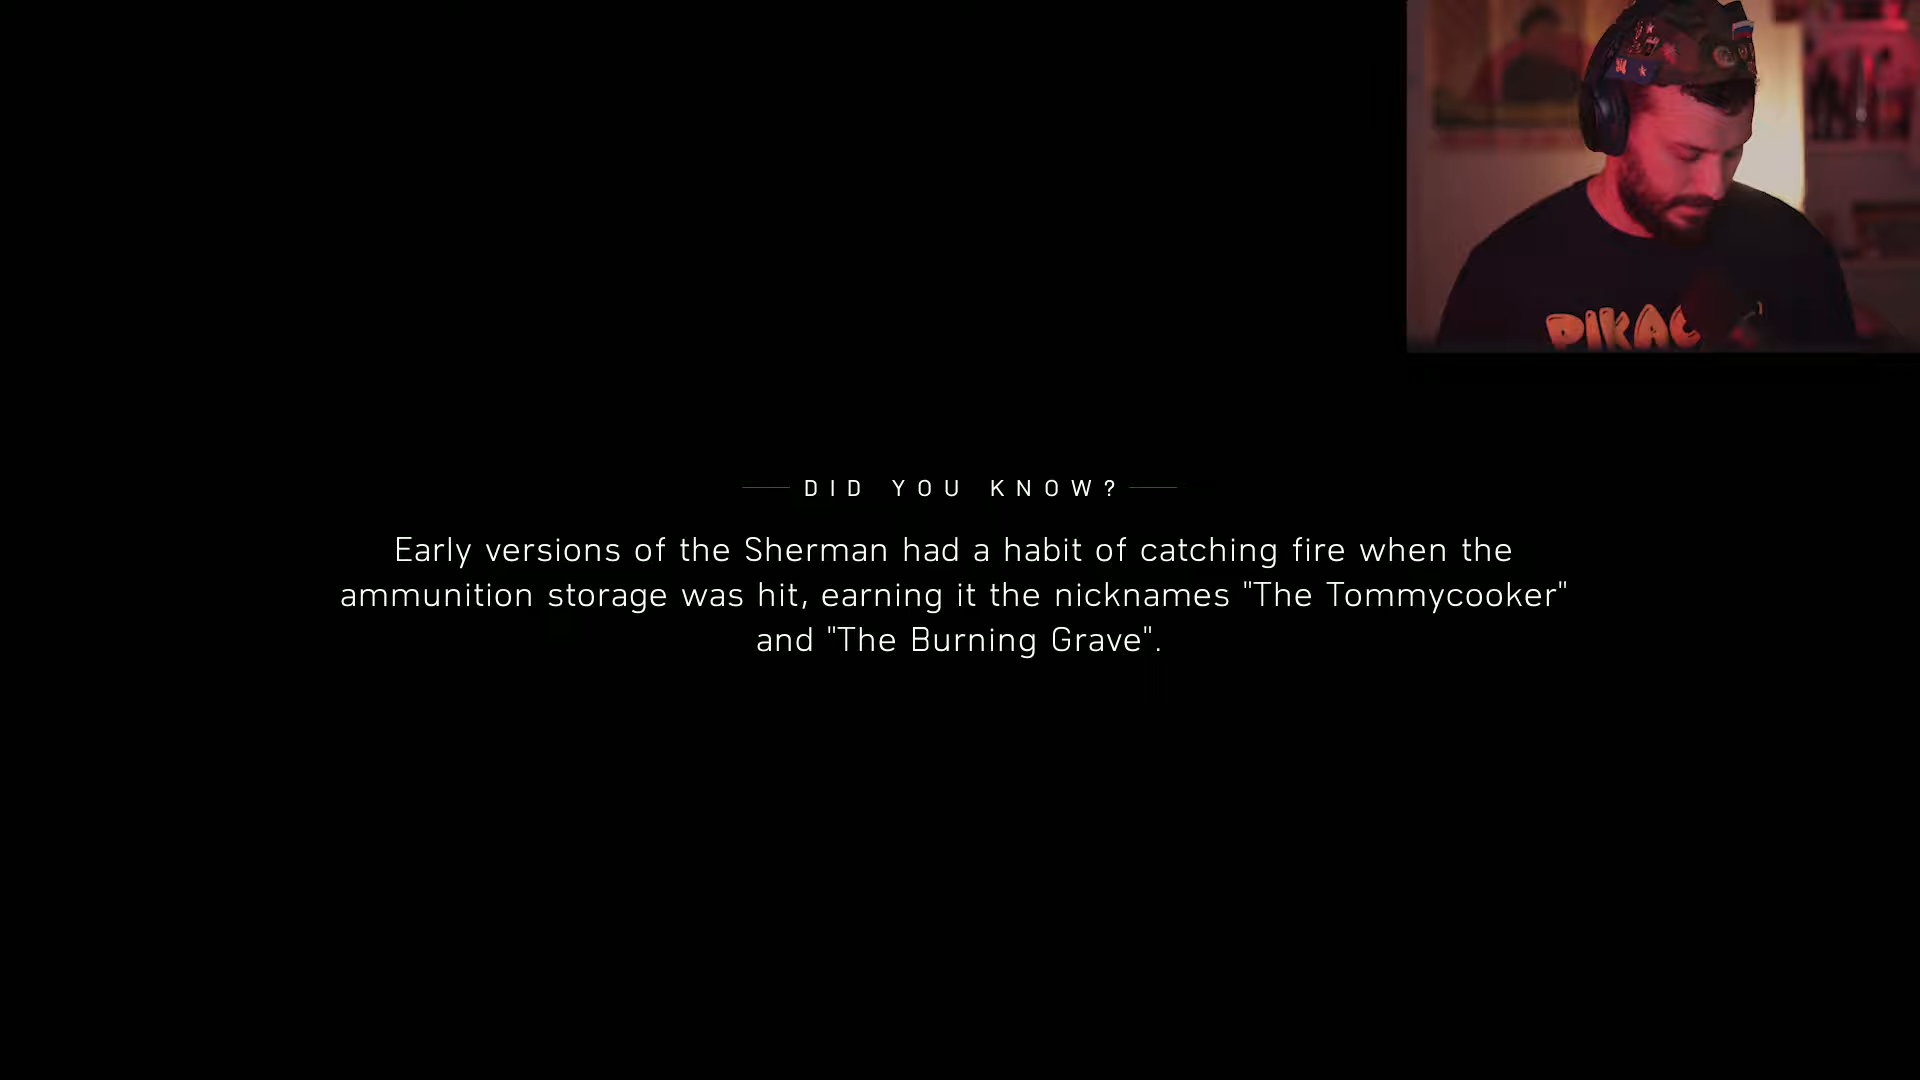 PIKAC
DID YOU KNOW?
Early versions of the Sherman had a habit of catching fire when the
ammunition storage was hit, earning it the nicknames "The Tommycooker"
and "The Burning Grave".